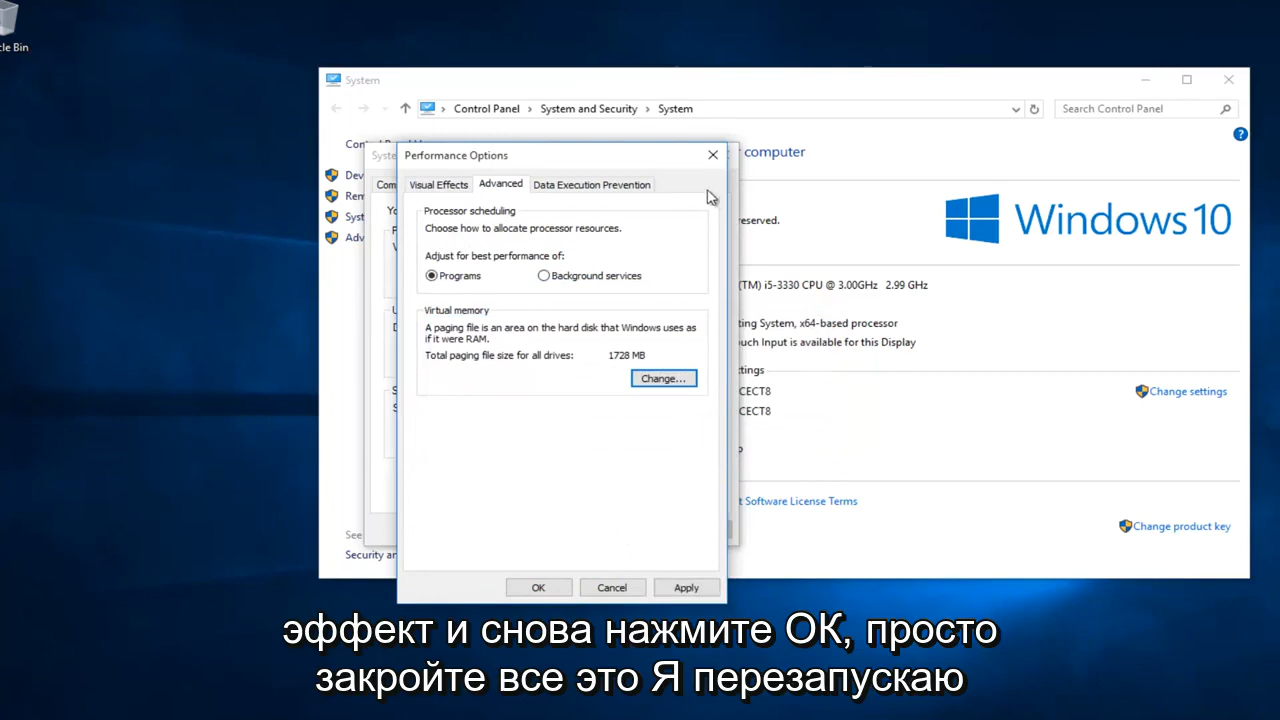 cle Bin
System
Control Panel › System and Security › System
Search Control Panel
computer
Performance Options
Visual Effects
Advanced
Data Execution Prevention
Processor scheduling
Choose how to allocate processor resources.
Adjust for best performance of:
Programs
Background services
Virtual memory
A paging file is an area on the hard disk that Windows uses as
if it were RAM.
Total paging file size for all drives: 1728 MB
Change...
OK
Cancel
Apply
eserved.
Windows 10
(TM) i5-3330 CPU @ 3.00GHz 2.99 GHz
ting System, x64-based processor
uch Input is available for this Display
ttings
CECT8
Change settings
CECT8
t Software License Terms
Change product key
See
Security an
эффект и снова нажмите ОК, просто
закройте все это Я перезапускаю